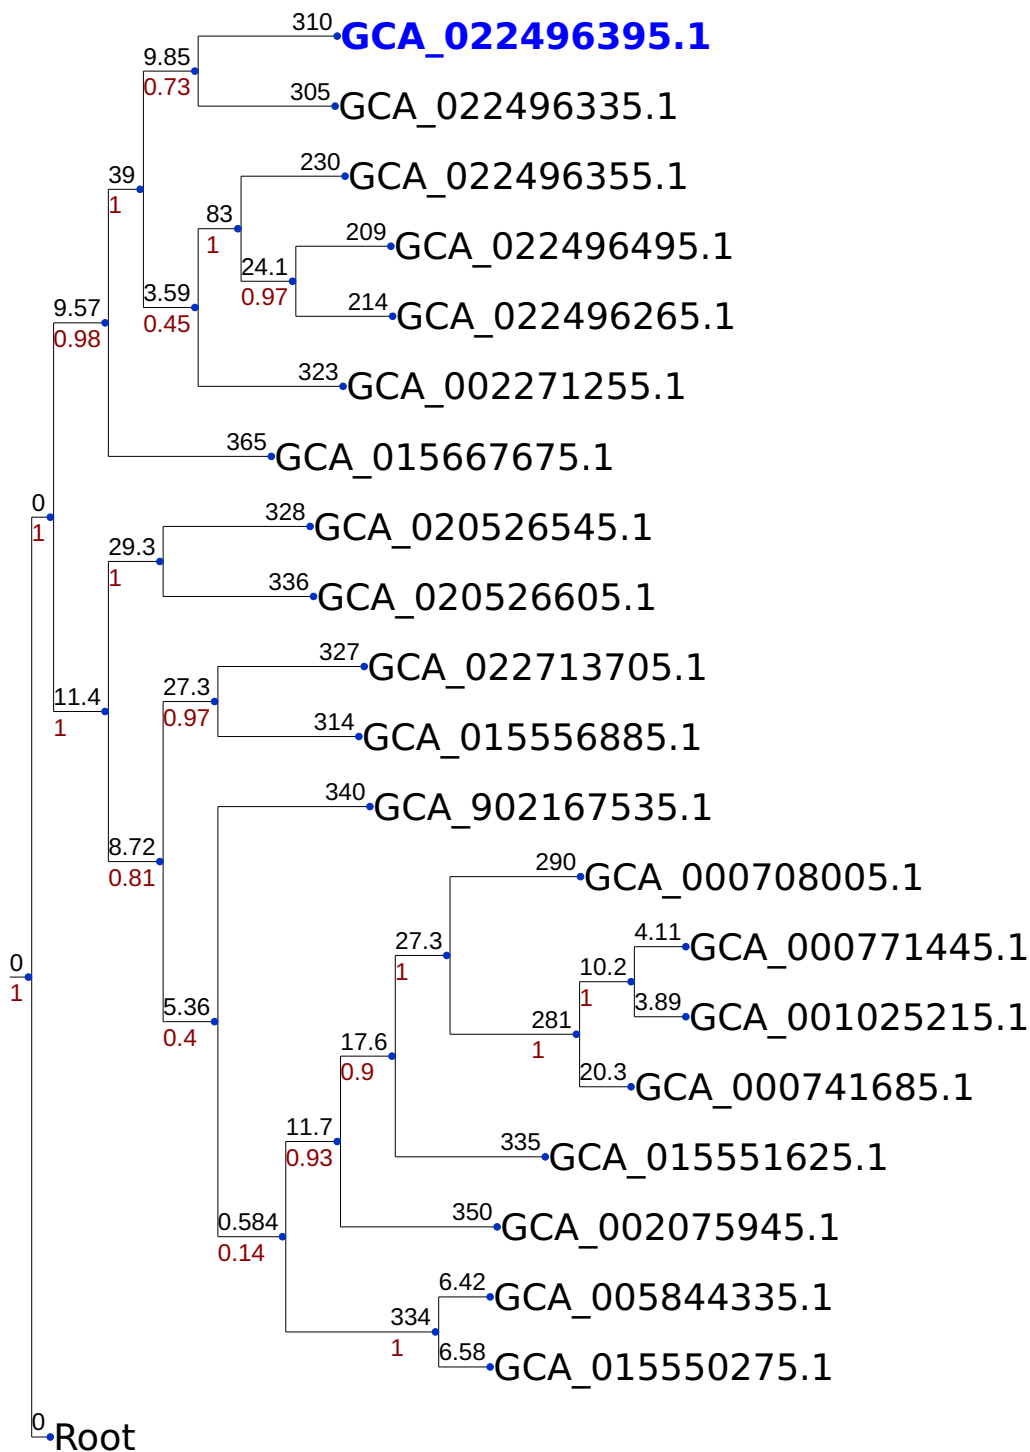 310
GCA_022496395.1
9.85
0.73
305
GCA_022496335.1
230
GCA_022496355.1
39
1
83
1
209
GCA_022496495.1
24.1
0.97
3.59
0.45
214
GCA_022496265.1
9.57
0.98
323
GCA_002271255.1
365
GCA_015667675.1
0
1
328
GCA_020526545.1
29.3
1
336
GCA_020526605.1
327
GCA_022713705.1
11.4
1
27.3
0.97
314
GCA_015556885.1
340
GCA_902167535.1
8.72
0.81
290
GCA_000708005.1
27.3
1
4.11
GCA_000771445.1
0
1
10.2
1
5.36
0.4
3.89
GCA_001025215.1
281
1
17.6
0.9
20.3
GCA_000741685.1
11.7
0.93
335
GCA_015551625.1
350
GCA_002075945.1
0.584
0.14
6.42
GCA_005844335.1
334
1
6.58
GCA_015550275.1
0
Root